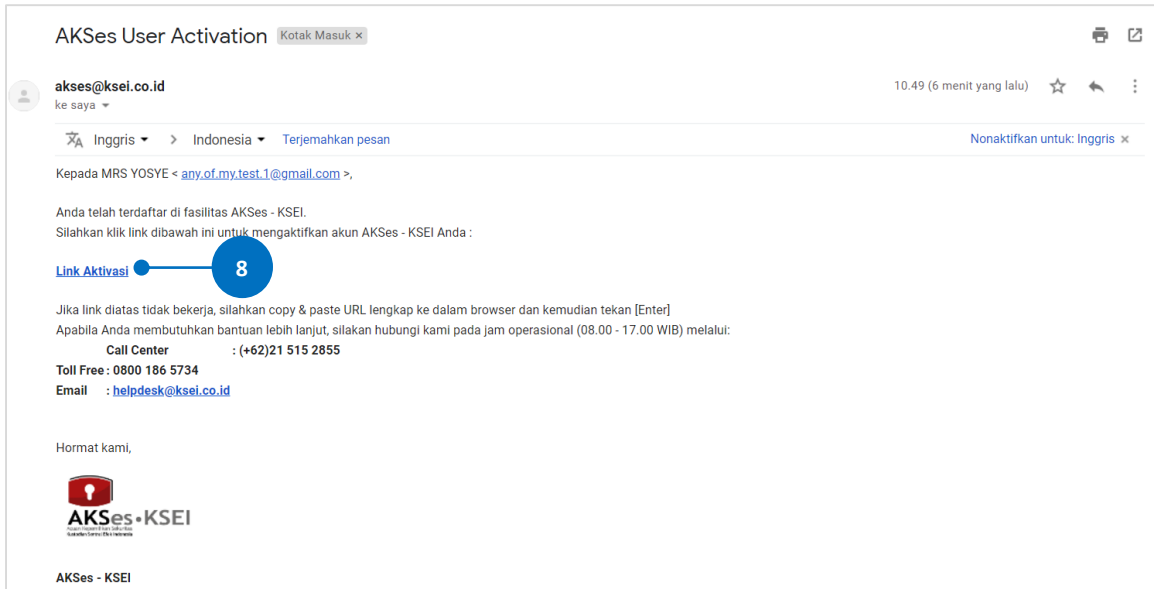 AKSes User Activation Kotak Masuk ×
akses@ksei.co.id 10.49 (6 menit yang lalu)
ke saya
Inggris > Indonesia Terjemahkan pesan Nonaktifkan untuk: Inggris ×
Kepada MRS YOSYE < any.of.my.test.1@gmail.com >,
Anda telah terdaftar di fasilitas AKSes - KSEI.
Silahkan klik link dibawah ini untuk mengaktifkan akun AKSes - KSEI Anda :
Link Aktivasi 8
Jika link diatas tidak bekerja, silahkan copy & paste URL lengkap ke dalam browser dan kemudian tekan [Enter]
Apabila Anda membutuhkan bantuan lebih lanjut, silakan hubungi kami pada jam operasional (08.00 - 17.00 WIB) melalui:
Call Center : (+62)21 515 2855
Toll Free : 0800 186 5734
Email : helpdesk@ksei.co.id
Hormat kami,
AKSes•KSEI
AKSes - KSEI